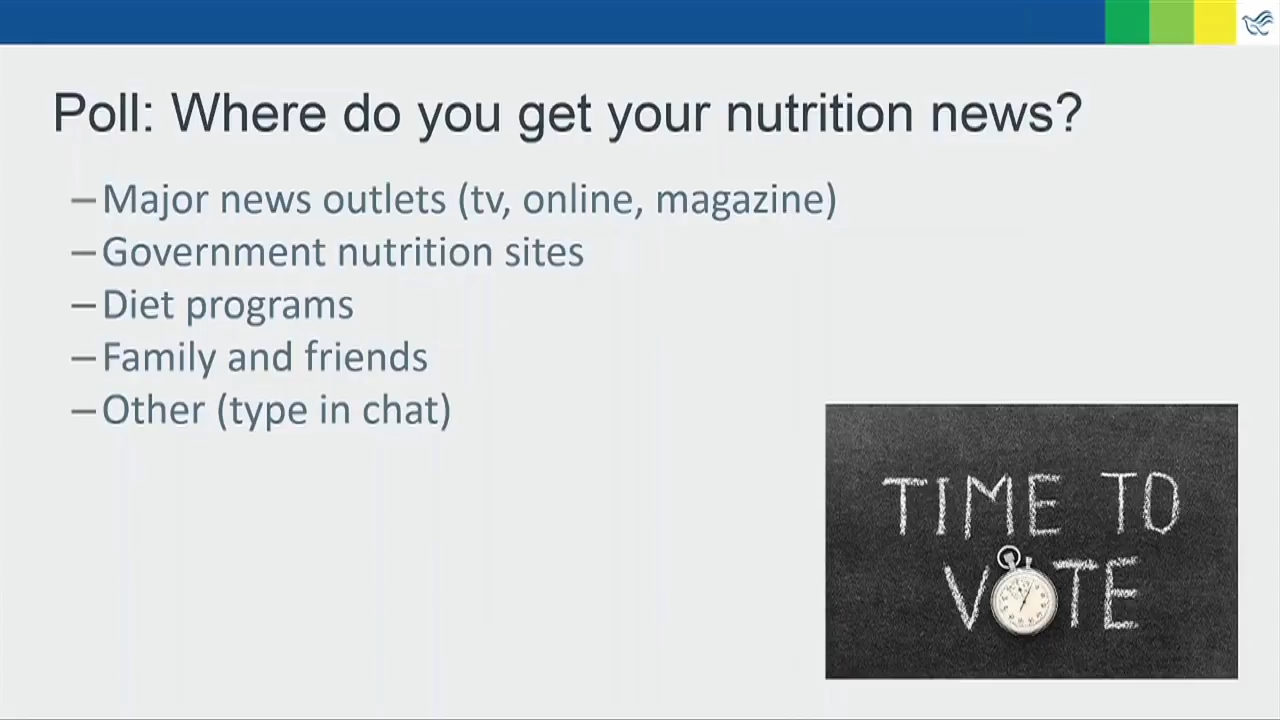 Poll: Where do you get your nutrition news?
– Major news outlets (tv, online, magazine)
– Government nutrition sites
– Diet programs
– Family and friends
– Other (type in chat)
TIME TO
VOTE